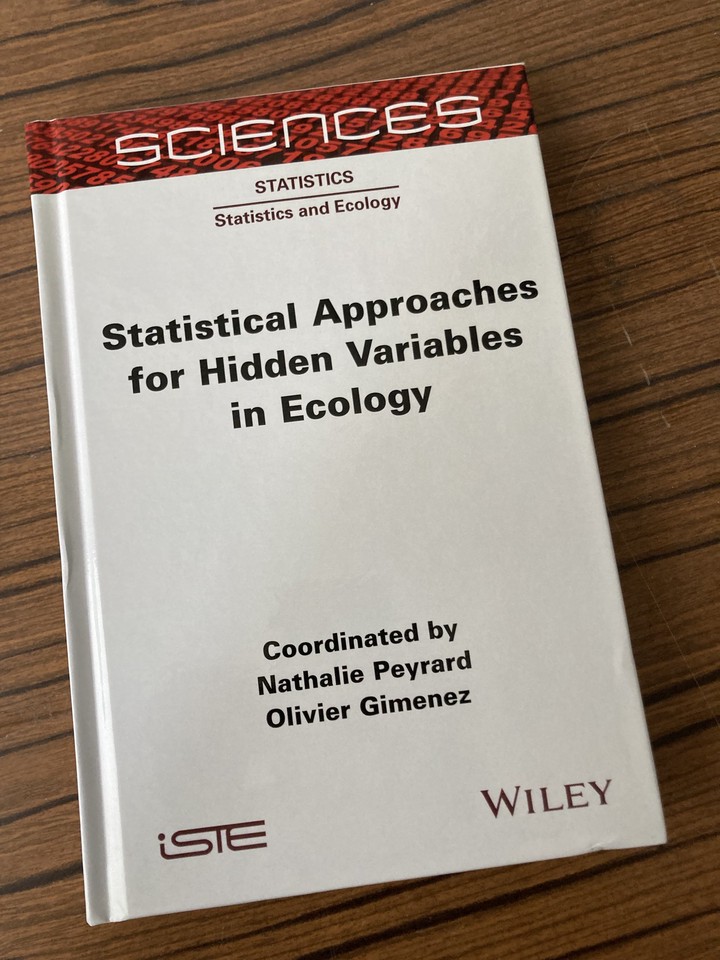 SCIENCES
STATISTICS
Statistics and Ecology
Statistical Approaches
for Hidden Variables
in Ecology
Coordinated by
Nathalie Peyrard
Olivier Gimenez
iSTE
WILEY